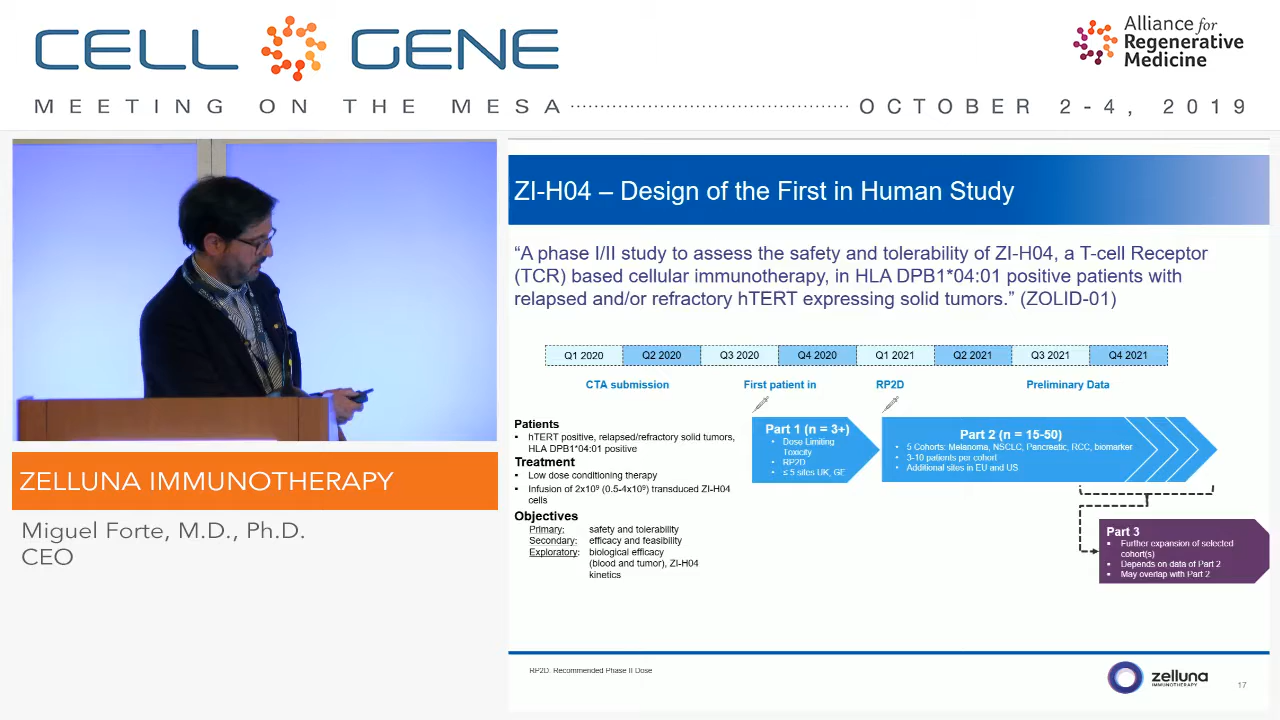 CELL GENE
Alliance for
Regenerative
Medicine
MEETING ON THE MESA OCTOBER 2-4, 2019
ZI-H04 – Design of the First in Human Study
“A phase I/II study to assess the safety and tolerability of ZI-H04, a T-cell Receptor
(TCR) based cellular immunotherapy, in HLA DPB1*04:01 positive patients with
relapsed and/or refractory hTERT expressing solid tumors.” (ZOLID-01)
Q1 2020 Q2 2020 Q3 2020 Q4 2020 Q1 2021 Q2 2021 Q3 2021 Q4 2021
CTA submission First patient in RP2D Preliminary Data
Patients
• hTERT positive, relapsed/refractory solid tumors,
HLA DPB1*04:01 positive
Treatment
• Low dose conditioning therapy
• Infusion of 2x10⁹ (0.5-4x10⁹) transduced ZI-H04
cells
Objectives
Primary: safety and tolerability
Secondary: efficacy and feasibility
Exploratory: biological efficacy
(blood and tumor), ZI-H04
kinetics
Part 1 (n = 3+)
• Dose Limiting
Toxicity
• RP2D
• ≤ 5 sites UK, GE
Part 2 (n = 15-50)
• 5 Cohorts: Melanoma, NSCLC, Pancreatic, RCC, biomarker
• 3-10 patients per cohort
• Additional sites in EU and US
Part 3
▪ Further expansion of selected
cohort(s)
▪ Depends on data of Part 2
▪ May overlap with Part 2
RP2D: Recommended Phase II Dose
zelluna
IMMUNOTHERAPY
17
ZELLUNA IMMUNOTHERAPY
Miguel Forte, M.D., Ph.D.
CEO